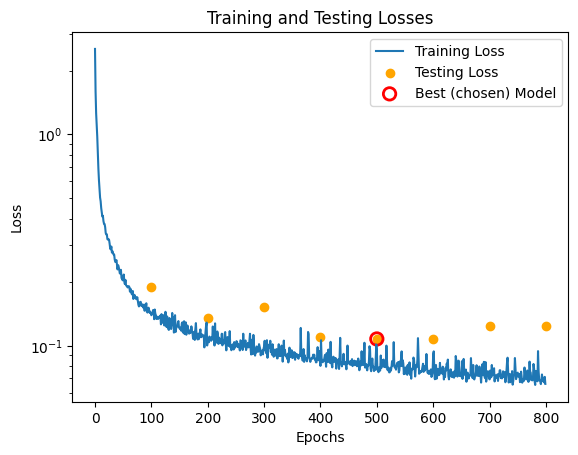 Training and Testing Losses
Training Loss
Testing Loss
Best (chosen) Model
Loss
10⁰
10⁻¹
0 100 200 300 400 500 600 700 800
Epochs